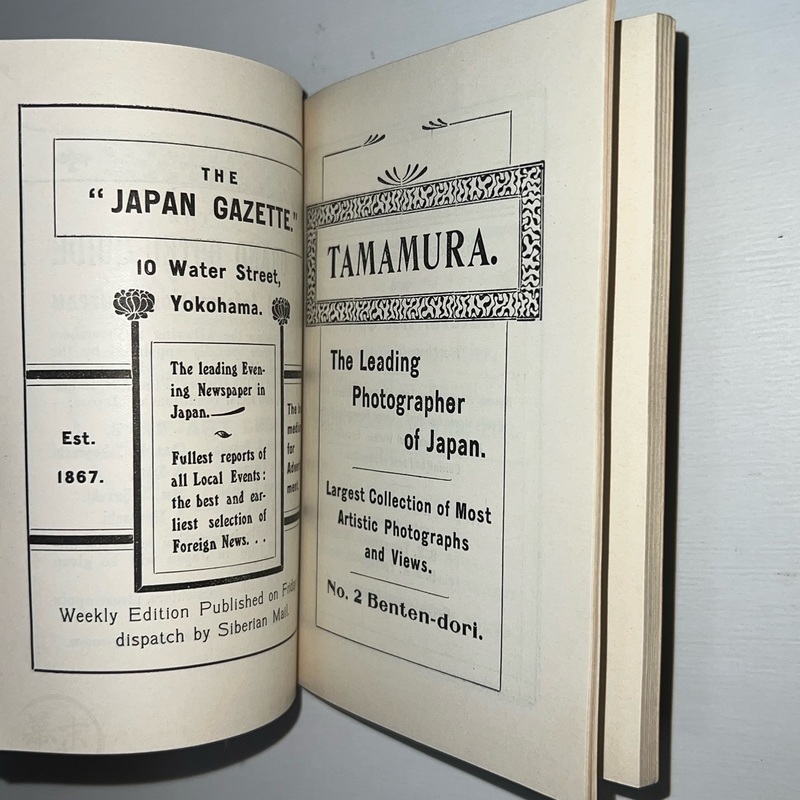 THE
"JAPAN GAZETTE."
10 Water Street,
Yokohama.
Est.
1867.
The leading Even-
ing Newspaper in
Japan.
Fullest reports of
all Local Events:
the best and ear-
liest selection of
Foreign News. . .
The
for
Weekly Edition Published on
dispatch by Siberian Mail.
TAMAMURA.
The Leading
Photographer
of Japan.
Largest Collection of Most
Artistic Photographs
and Views.
No. 2 Benten-dori.